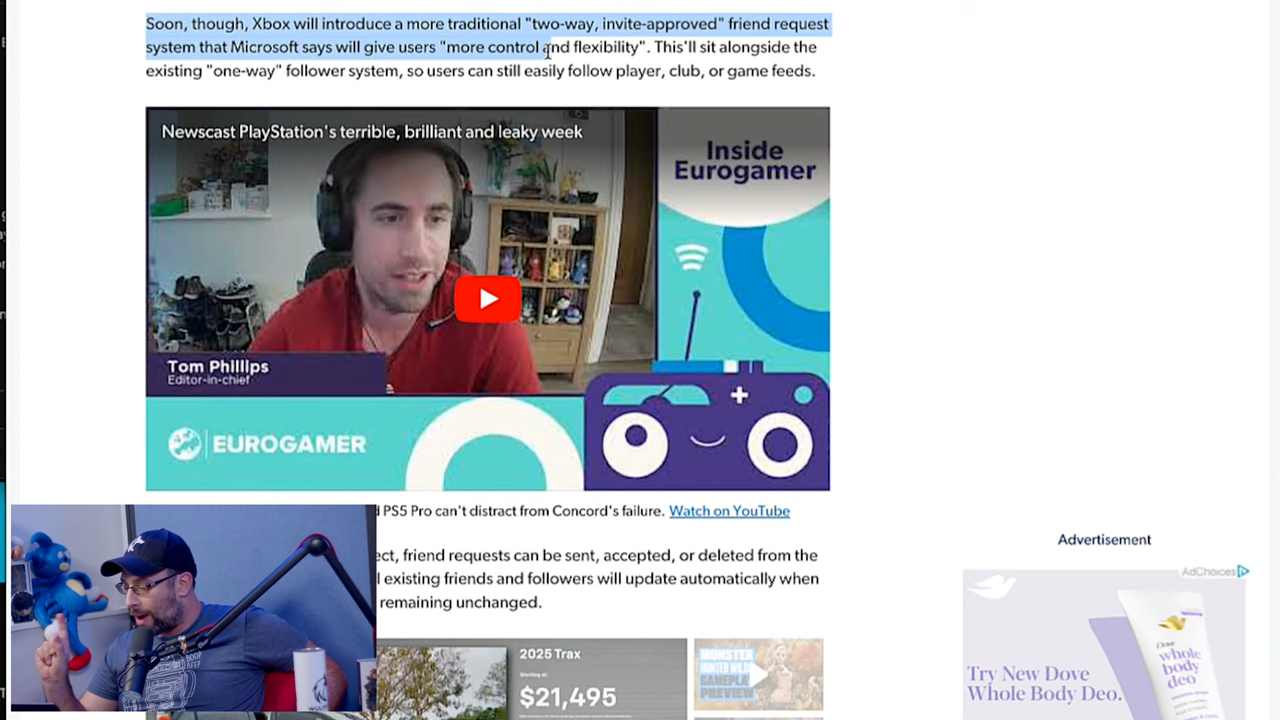 Soon, though, Xbox will introduce a more traditional "two-way, invite-approved" friend request
system that Microsoft says will give users "more control and flexibility". This'll sit alongside the
existing "one-way" follower system, so users can still easily follow player, club, or game feeds.
Newscast PlayStation's terrible, brilliant and leaky week
Inside
Eurogamer
Tom Phillips
Editor-in-chief
EUROGAMER
PS5 Pro can't distract from Concord's failure. Watch on YouTube
ect, friend requests can be sent, accepted, or deleted from the
existing friends and followers will update automatically when
remaining unchanged.
Advertisement
AdChoices
2025 Trax
Starting at
$21,495
MONSTER
HUNTER WILDS
GAMEPLAY
PREVIEW
Dove
whole
body
deo
Try New Dove
Whole Body Deo.